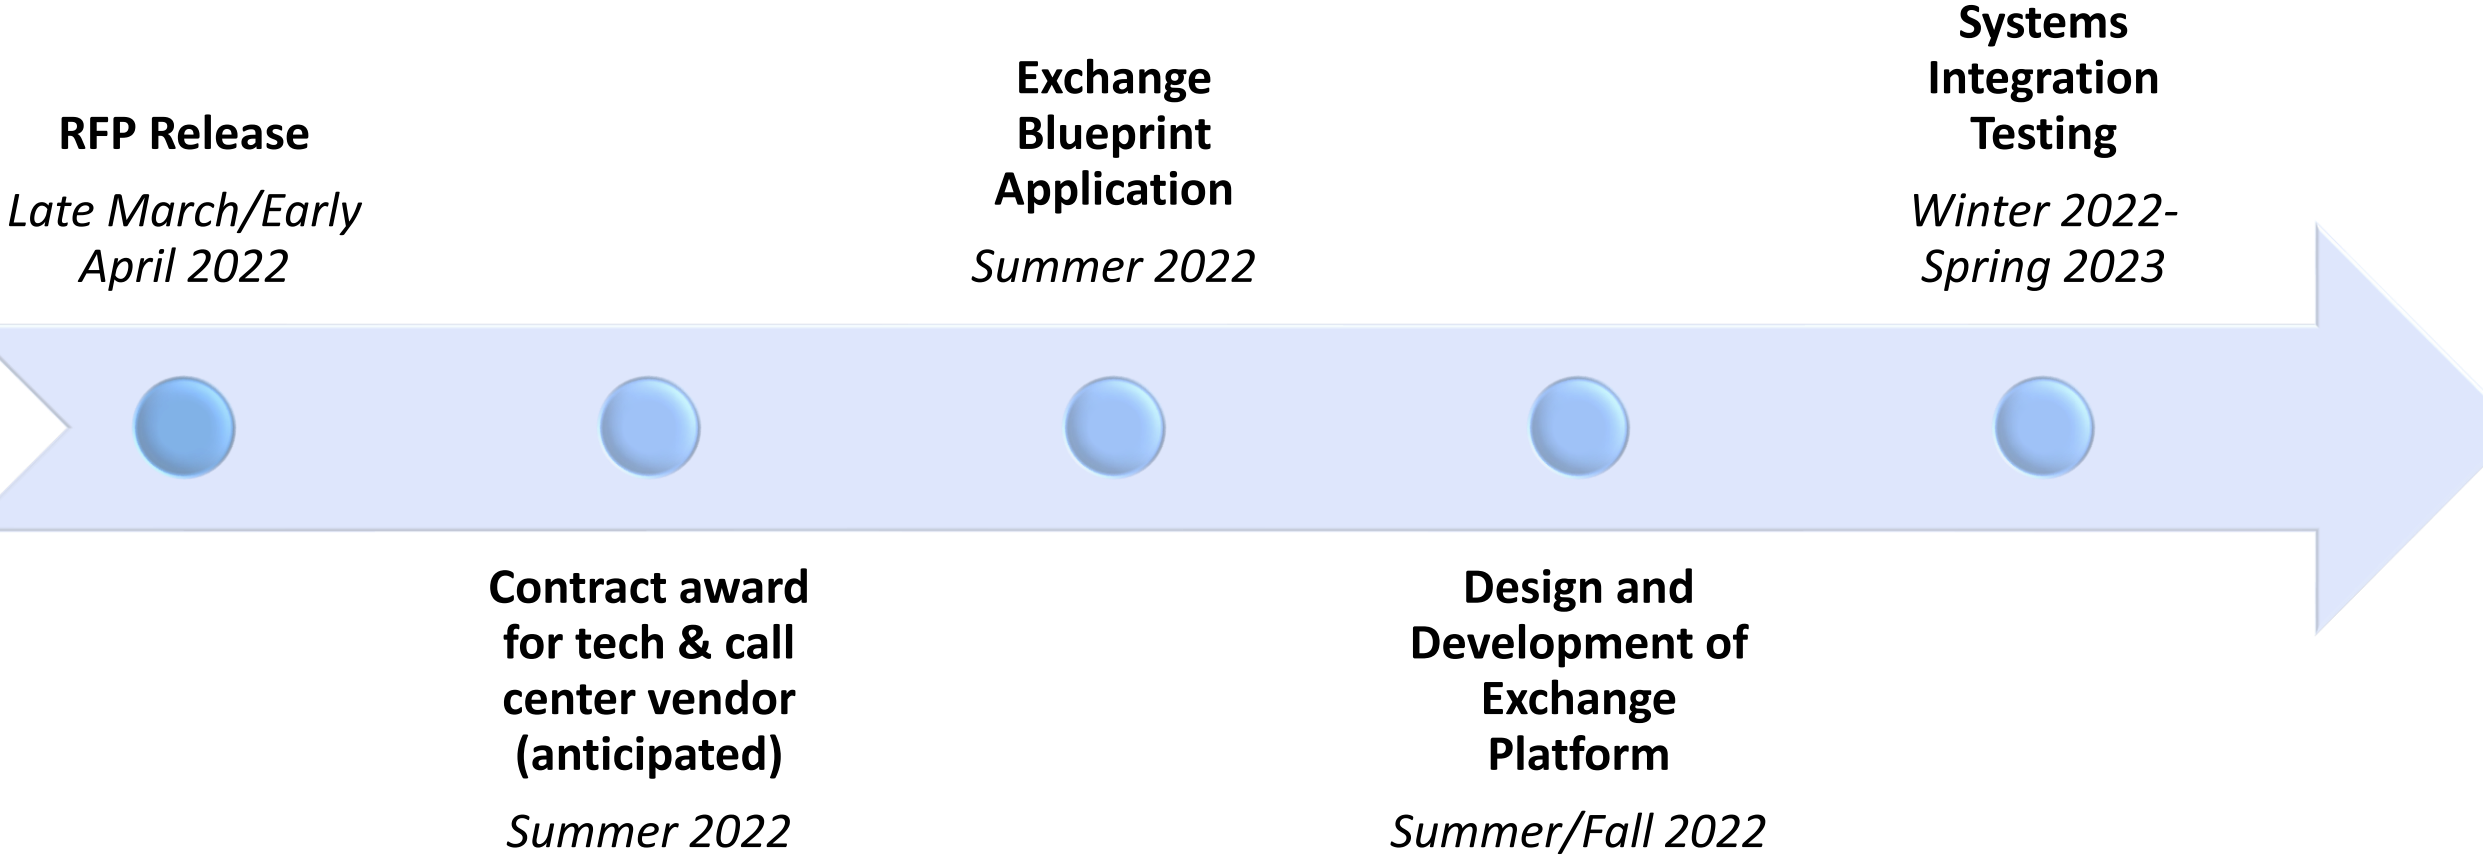 RFP Release
Late March/Early
April 2022
Contract award
for tech & call
center vendor
(anticipated)
Summer 2022
Exchange
Blueprint
Application
Summer 2022
Design and
Development of
Exchange
Platform
Summer/Fall 2022
Systems
Integration
Testing
Winter 2022-
Spring 2023